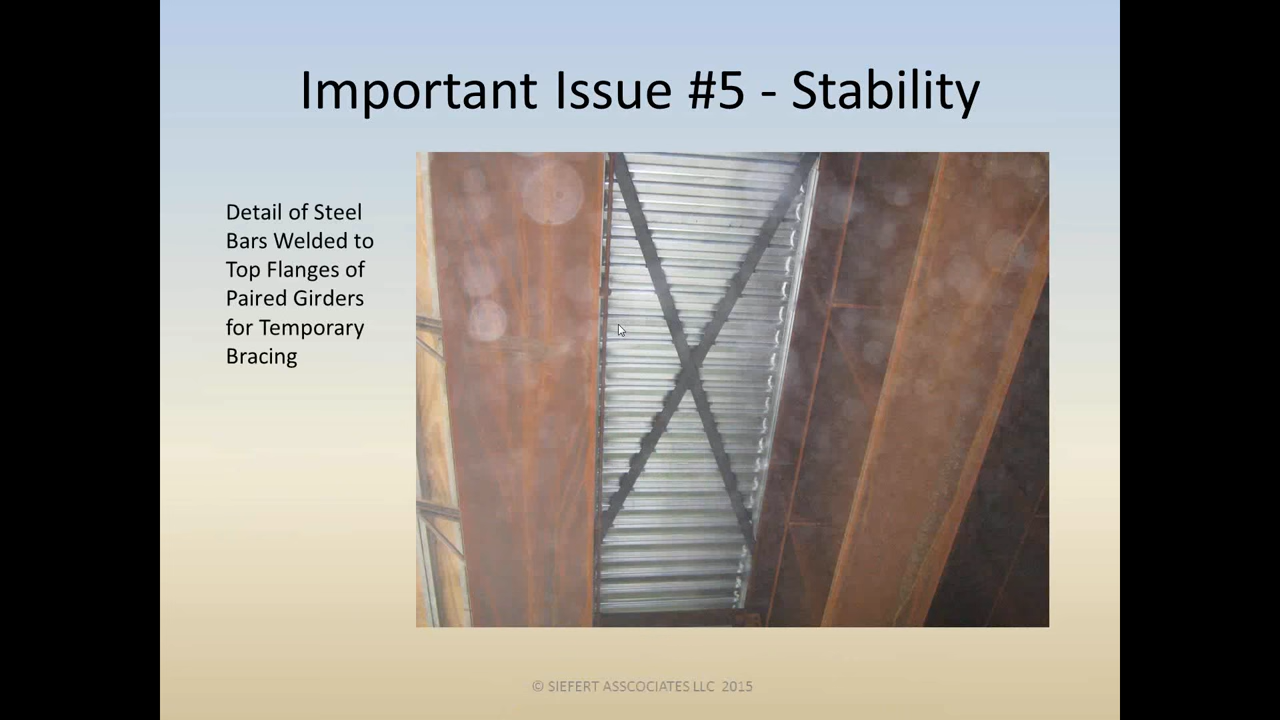 Important Issue #5 - Stability
Detail of Steel
Bars Welded to
Top Flanges of
Paired Girders
for Temporary
Bracing
© SIEFERT ASSCOCIATES LLC 2015